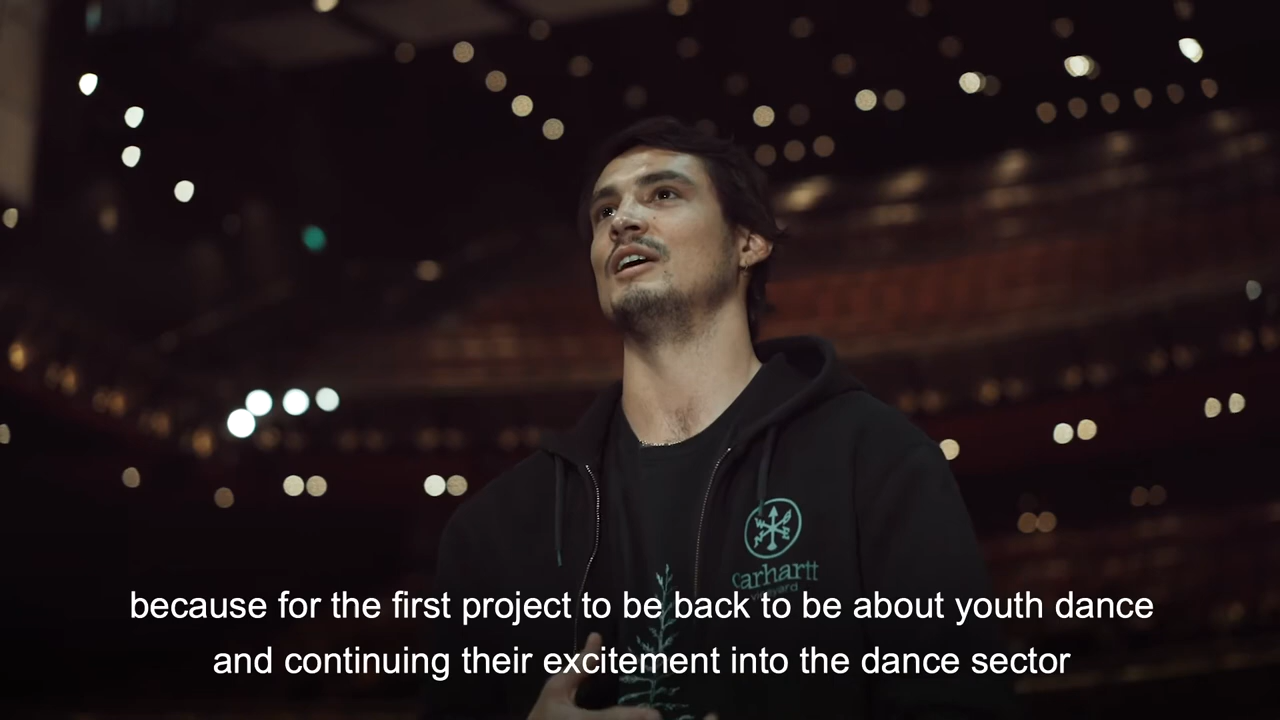 carhartt
vineyard
because for the first project to be back to be about youth dance
and continuing their excitement into the dance sector